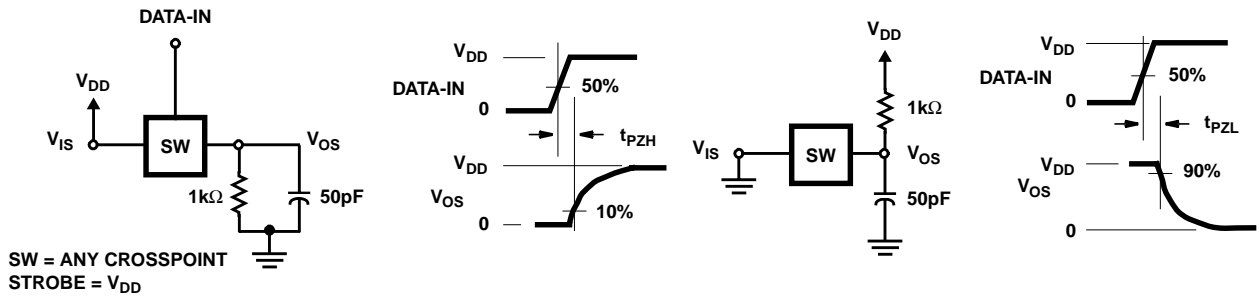 DATA-IN
V_DD
V_IS
SW
V_OS
1kΩ
50pF
SW = ANY CROSSPOINT
STROBE = V_DD
V_DD
DATA-IN
50%
0
t_PZH
V_DD
V_OS
10%
0
V_DD
1kΩ
V_IS
SW
V_OS
50pF
V_DD
DATA-IN
50%
0
t_PZL
V_DD
90%
V_OS
0